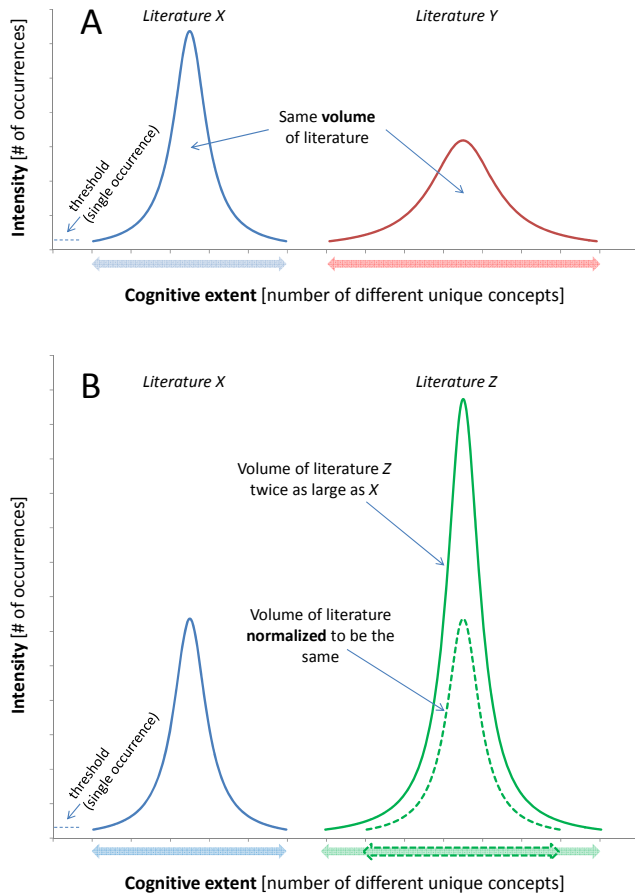 A
Literature X
Literature Y
Intensity [# of occurrences]
threshold
(single occurrence)
Same volume
of literature
Cognitive extent [number of different unique concepts]
B
Literature X
Literature Z
Intensity [# of occurrences]
Volume of literature Z
twice as large as X
Volume of literature
normalized to be the
same
threshold
(single occurrence)
Cognitive extent [number of different unique concepts]